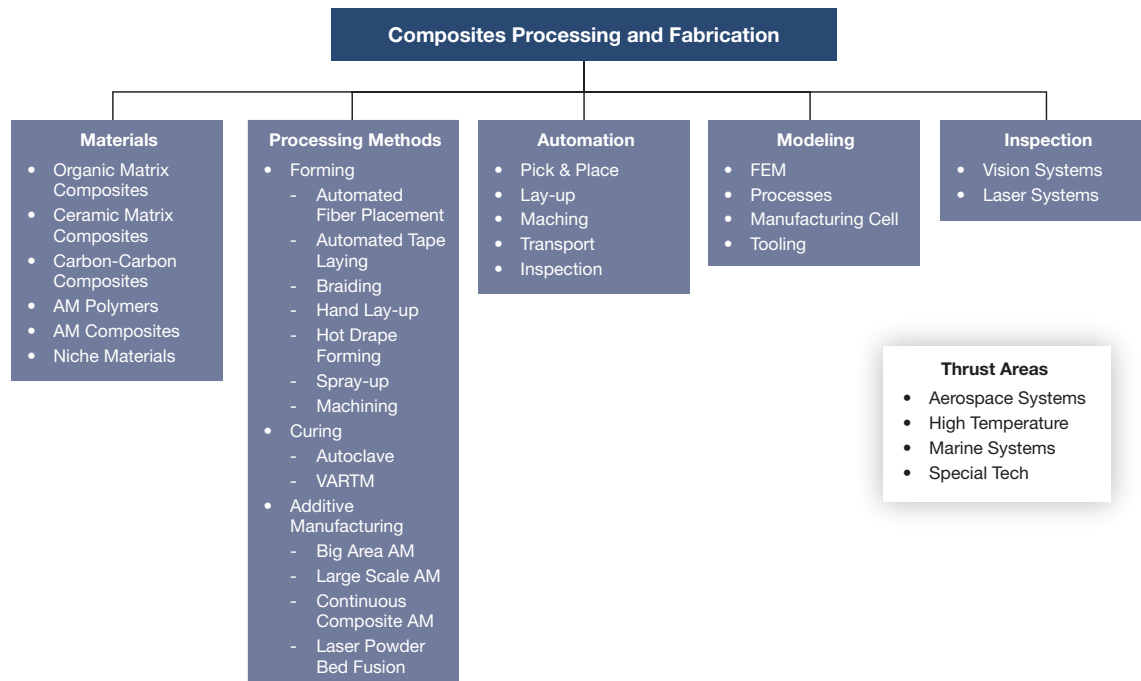 Composites Processing and Fabrication
Materials
• Organic Matrix
Composites
• Ceramic Matrix
Composites
• Carbon-Carbon
Composites
• AM Polymers
• AM Composites
• Niche Materials
Processing Methods
• Forming
- Automated
Fiber Placement
- Automated Tape
Laying
- Braiding
- Hand Lay-up
- Hot Drape
Forming
- Spray-up
- Machining
• Curing
- Autoclave
- VARTM
• Additive
Manufacturing
- Big Area AM
- Large Scale AM
- Continuous
Composite AM
- Laser Powder
Bed Fusion
Automation
• Pick & Place
• Lay-up
• Maching
• Transport
• Inspection
Modeling
• FEM
• Processes
• Manufacturing Cell
• Tooling
Inspection
• Vision Systems
• Laser Systems
Thrust Areas
• Aerospace Systems
• High Temperature
• Marine Systems
• Special Tech